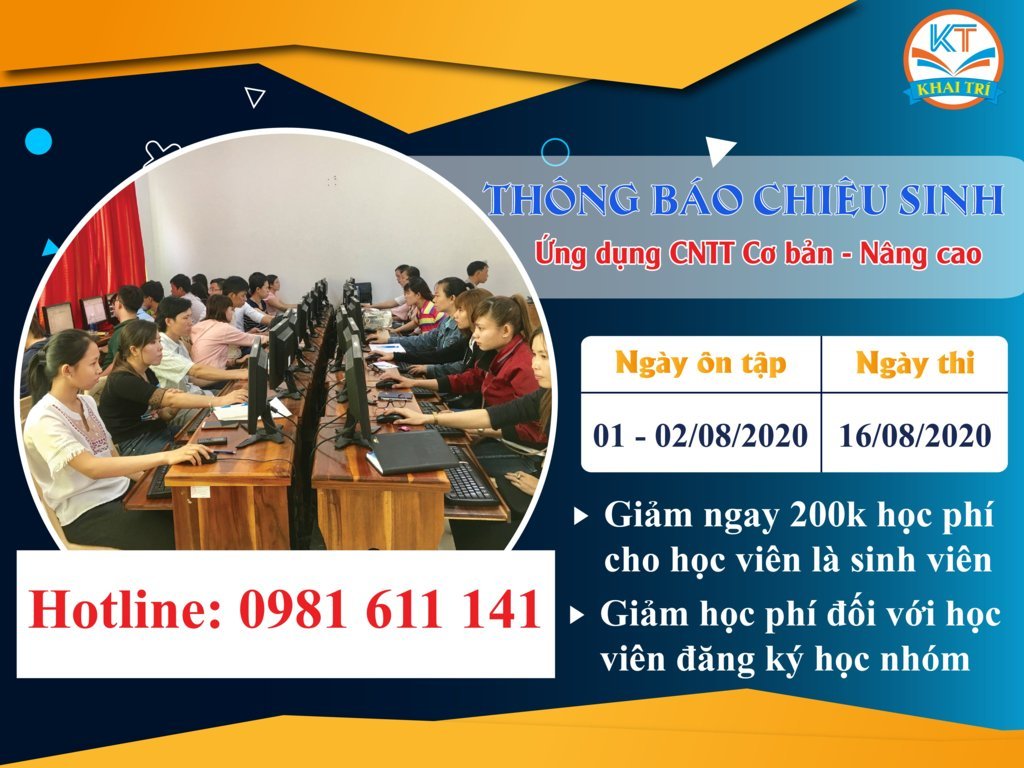 KT
KHAI TRÍ
THÔNG BÁO CHIÊU SINH
Ứng dụng CNTT Cơ bản - Nâng cao
Ngày ôn tập
Ngày thi
01 - 02/08/2020
16/08/2020
Giảm ngay 200k học phí
cho học viên là sinh viên
Hotline: 0981 611 141
Giảm học phí đối với học
viên đăng ký học nhóm